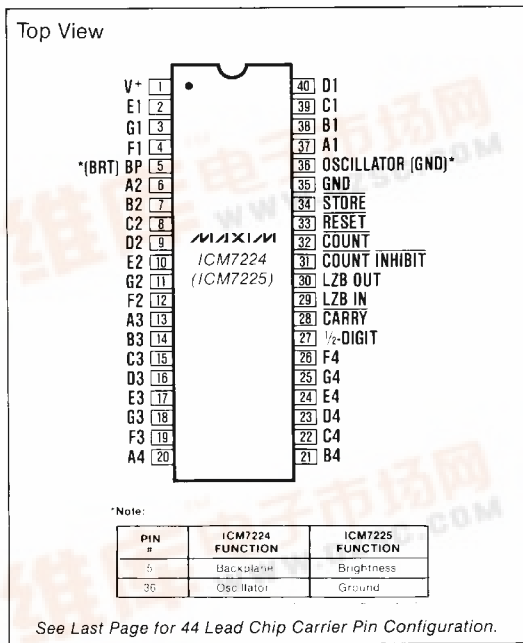 Top View
V+ 1
E1 2
G1 3
F1 4
*(BRT) BP 5
A2 6
B2 7
C2 8
D2 9
E2 10
G2 11
F2 12
A3 13
B3 14
C3 15
D3 16
E3 17
G3 18
F3 19
A4 20
MAXIM
ICM7224
(ICM7225)
40 D1
39 C1
38 B1
37 A1
36 OSCILLATOR (GND)*
35 GND
34 STORE
33 RESET
32 COUNT
31 COUNT INHIBIT
30 LZB OUT
29 LZB IN
28 CARRY
27 ½-DIGIT
26 F4
25 G4
24 E4
23 D4
22 C4
21 B4
*Note:
PIN # ICM7224 FUNCTION ICM7225 FUNCTION
5 Backplane Brightness
36 Oscillator Ground
See Last Page for 44 Lead Chip Carrier Pin Configuration.